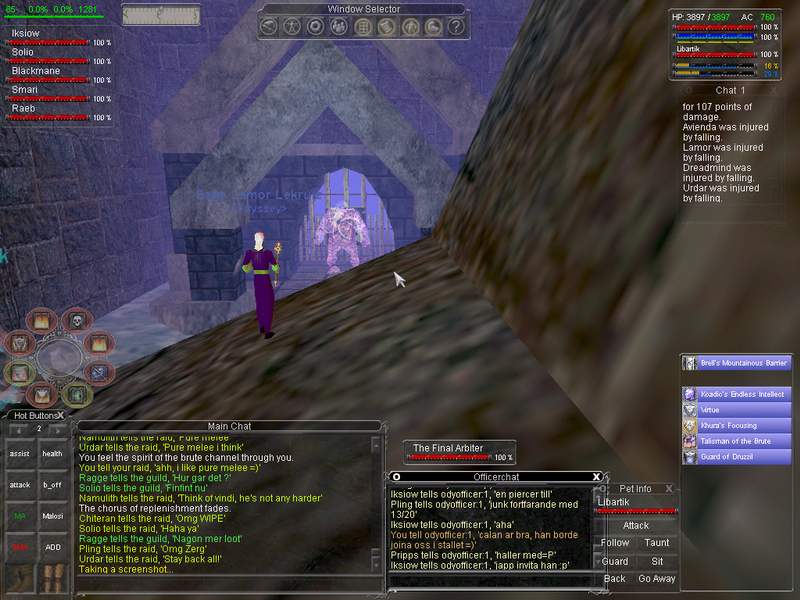 65 0.0% 0.0% 1281
Window Selector
HP: 3897 / 3897 AC 760
100 %
100 %
Libartik
100 %
16 %
Iksiow
100 %
Solio
100 %
Blackmane
100 %
Smari
100 %
Raeb
100 %
Chat 1
for 107 points of
damage.
Avienda was injured
by falling.
Lamor was injured
by falling.
Dreadmind was
injured by falling.
Urdar was injured
by falling.
Brell's Mountainous Barrier
Koadic's Endless Intellect
Virtue
Khura's Focusing
Talisman of the Brute
Guard of Druzzil
Hot Buttons X
2
assist health
attack b_off
MA Malosi
ADD
Main Chat
Namulith tells the raid, 'Pure melee'
Urdar tells the raid, 'Pure melee i think'
You feel the spirit of the brute channel through you.
You tell your raid, 'ahh, i like pure melee =)'
Ragge tells the guild, 'Hur gar det ?'
Solio tells the guild, 'Fintint nu'
Namulith tells the raid, 'Think of vindi, he's not any harder'
The chorus of replenishment fades.
Chiteran tells the raid, 'Omg WIPE'
Solio tells the raid, 'Haha ya'
Ragge tells the guild, 'Nagon mer loot'
Pling tells the raid, 'Omg Zerg'
Urdar tells the raid, 'Stay back all!'
Taking a screenshot...
The Final Arbiter
100 %
O Officerchat X
Iksiow tells odyofficer:1, 'en piercer till'
Pling tells odyofficer:1, 'junk fortfarande med
13/20'
Iksiow tells odyofficer:1, 'aha'
You tell odyofficer:1, 'calan ar bra, han borde
joina oss i stallet =)'
Pripps tells odyofficer:1, 'haller med=P'
Iksiow tells odyofficer:1, 'japp invita han :p'
Pet Info
Libartik
Attack
Follow Taunt
Guard Sit
Back Go Away